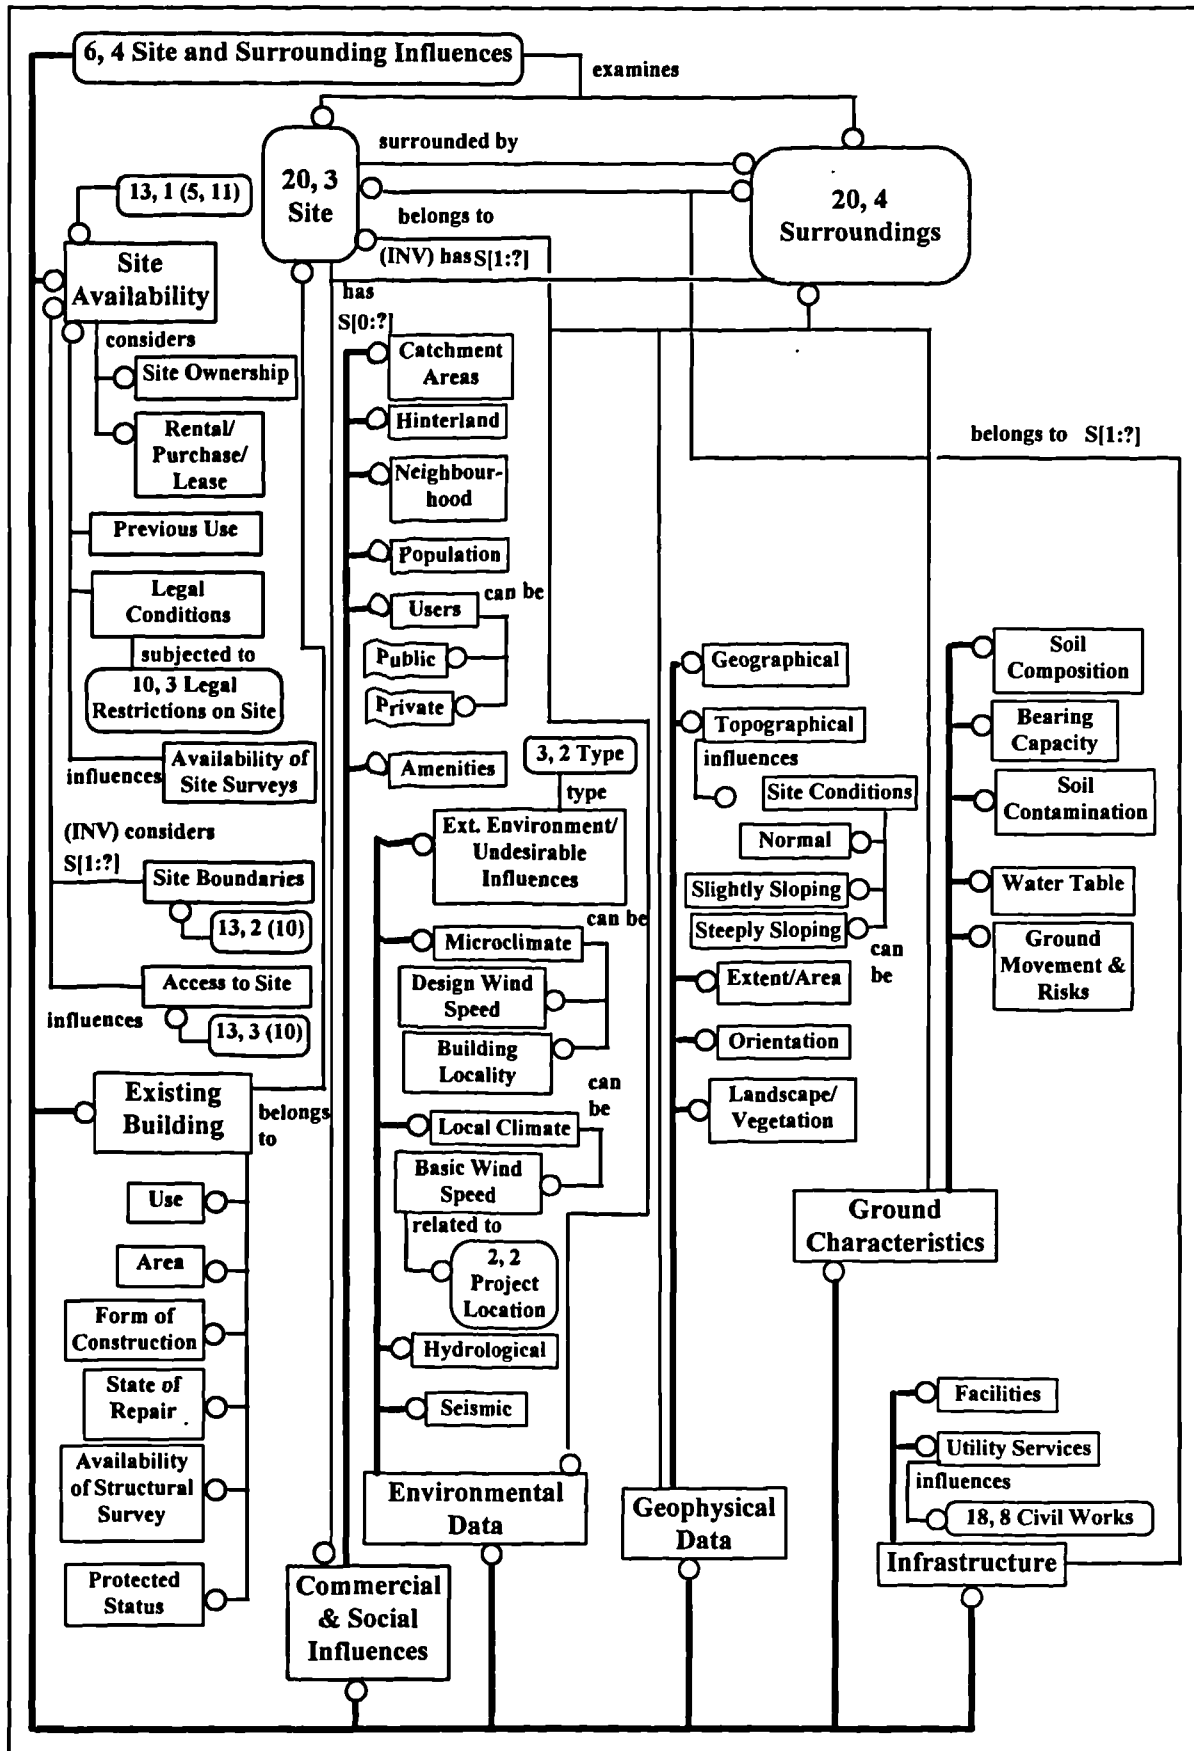 6, 4 Site and Surrounding Influences
examines
surrounded by
20, 3
Site
20, 4
Surroundings
13, 1 (5, 11)
belongs to
(INV) has S[1:?]
Site
Availability
has
S[0:?]
considers
Site Ownership
Rental/
Purchase/
Lease
Previous Use
Legal
Conditions
subjected to
10, 3 Legal
Restrictions on Site
influences
Availability of
Site Surveys
(INV) considers
S[1:?]
Site Boundaries
13, 2 (10)
Access to Site
influences
13, 3 (10)
Existing
Building
belongs
to
Use
Area
Form of
Construction
State of
Repair
Availability
of Structural
Survey
Protected
Status
Catchment
Areas
Hinterland
Neighbour-
hood
Population
Users
can be
Public
Private
Amenities
3, 2 Type
type
Ext. Environment/
Undesirable
Influences
can be
Microclimate
Design Wind
Speed
Building
Locality
can
be
Local Climate
Basic Wind
Speed
related to
2, 2
Project
Location
Hydrological
Seismic
Environmental
Data
Commercial
& Social
Influences
belongs to S[1:?]
Geographical
Topographical
influences
Site Conditions
Normal
Slightly Sloping
Steeply Sloping
can
be
Extent/Area
Orientation
Landscape/
Vegetation
Geophysical
Data
Soil
Composition
Bearing
Capacity
Soil
Contamination
Water Table
Ground
Movement &
Risks
Ground
Characteristics
Facilities
Utility Services
influences
18, 8 Civil Works
Infrastructure